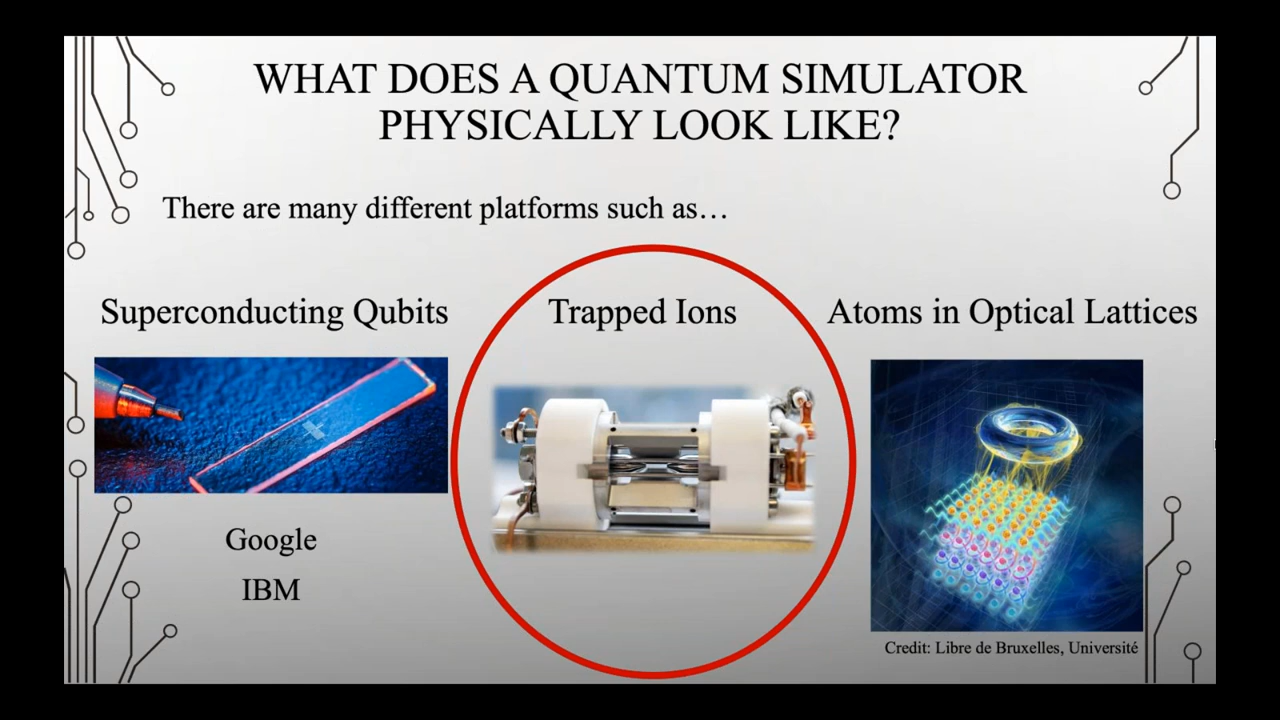 WHAT DOES A QUANTUM SIMULATOR
PHYSICALLY LOOK LIKE?
There are many different platforms such as…
Superconducting Qubits
Trapped Ions
Atoms in Optical Lattices
Google
IBM
Credit: Libre de Bruxelles, Université